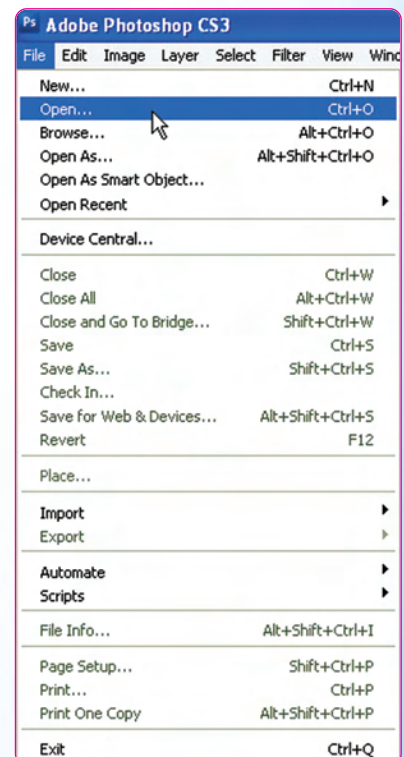 Ps Adobe Photoshop CS3
File Edit Image Layer Select Filter View Wind
New... Ctrl+N
Open... Ctrl+O
Browse... Alt+Ctrl+O
Open As... Alt+Shift+Ctrl+O
Open As Smart Object...
Open Recent
Device Central...
Close Ctrl+W
Close All Alt+Ctrl+W
Close and Go To Bridge... Shift+Ctrl+W
Save Ctrl+S
Save As... Shift+Ctrl+S
Check In...
Save for Web & Devices... Alt+Shift+Ctrl+S
Revert F12
Place...
Import
Export
Automate
Scripts
File Info... Alt+Shift+Ctrl+I
Page Setup... Shift+Ctrl+P
Print... Ctrl+P
Print One Copy Alt+Shift+Ctrl+P
Exit Ctrl+Q